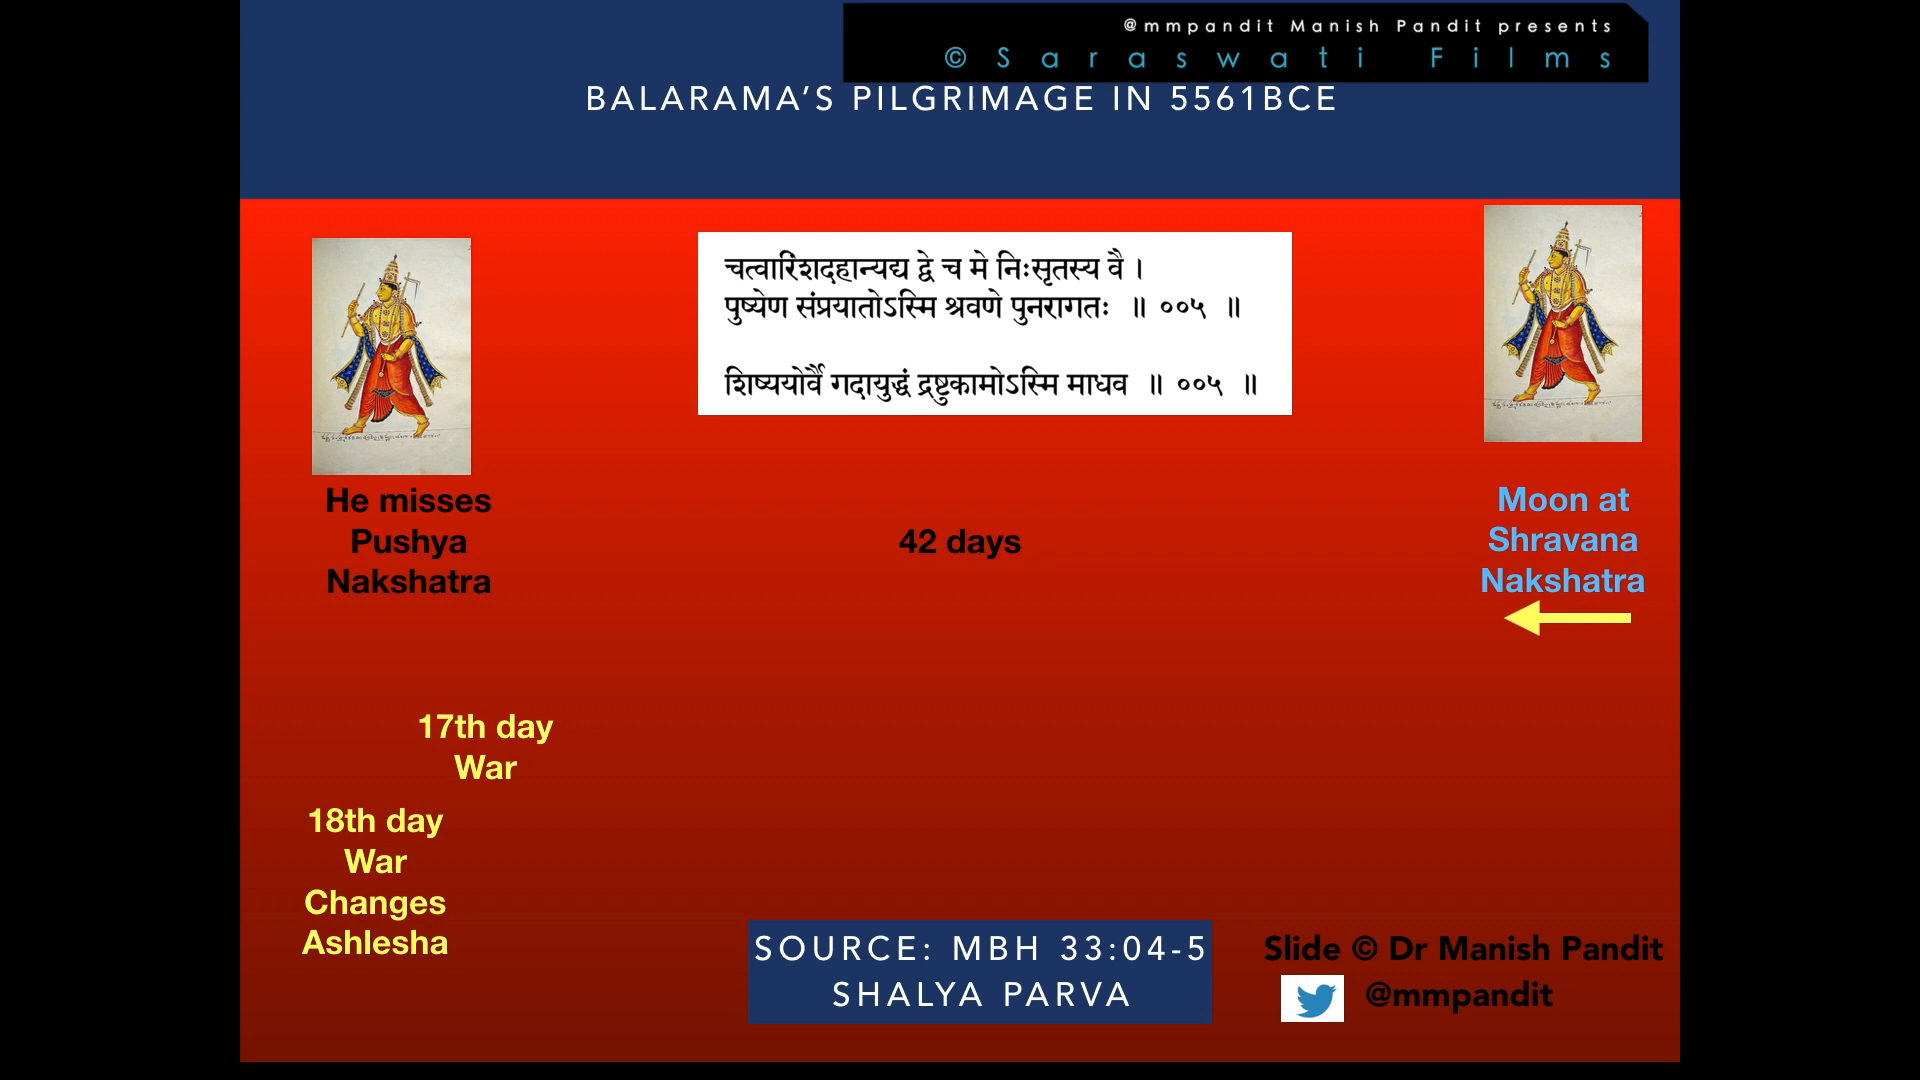 @mmpandit Manish Pandit presents
© Saraswati Films
BALARAMA’S PILGRIMAGE IN 5561BCE
चत्वारिंशदहान्यद्य द्वे च मे निःसृतस्य वै ।
पुष्येण संप्रयातोऽस्मि श्रवणे पुनरागतः ॥ ००५ ॥
शिष्ययोर्वै गदायुद्धं द्रष्टुकामोऽस्मि माधव ॥ ००५ ॥
He misses
Pushya
Nakshatra
42 days
Moon at
Shravana
Nakshatra
17th day
War
18th day
War
Changes
Ashlesha
SOURCE: MBH 33:04-5
SHALYA PARVA
Slide © Dr Manish Pandit
@mmpandit